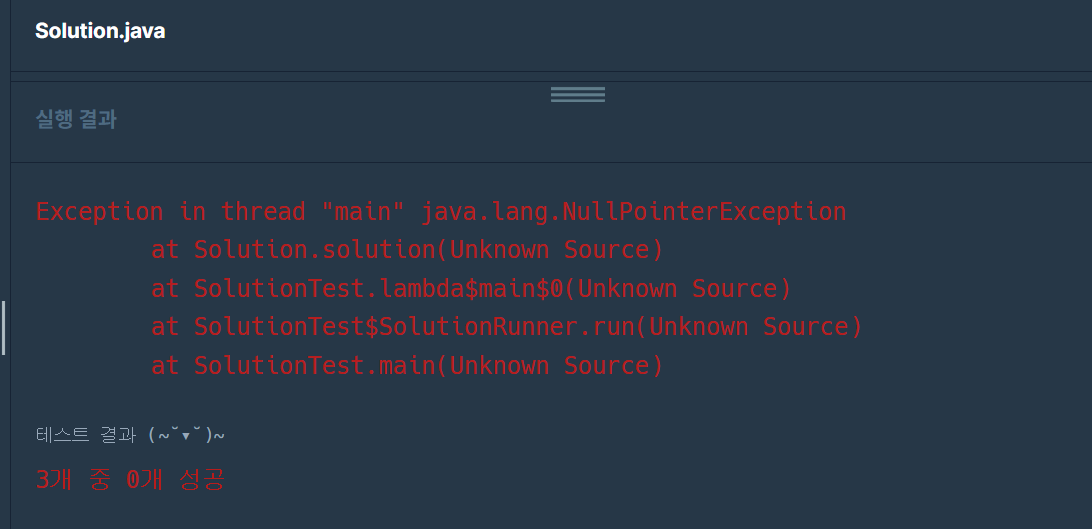 Solution.java
실행 결과
Exception in thread "main" java.lang.NullPointerException
at Solution.solution(Unknown Source)
at SolutionTest.lambda$main$0(Unknown Source)
at SolutionTest$SolutionRunner.run(Unknown Source)
at SolutionTest.main(Unknown Source)
테스트 결과 (~˘▾˘)~
3개 중 0개 성공